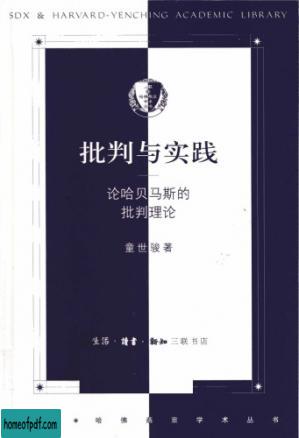 SDX & HARVARD-YENCHING ACADEMIC LIBRARY
批判与实践
论哈贝马斯的
批判理论
童世骏著
生活·读书·新知三联书店
哈佛燕京学术丛书
homeofpdf.com